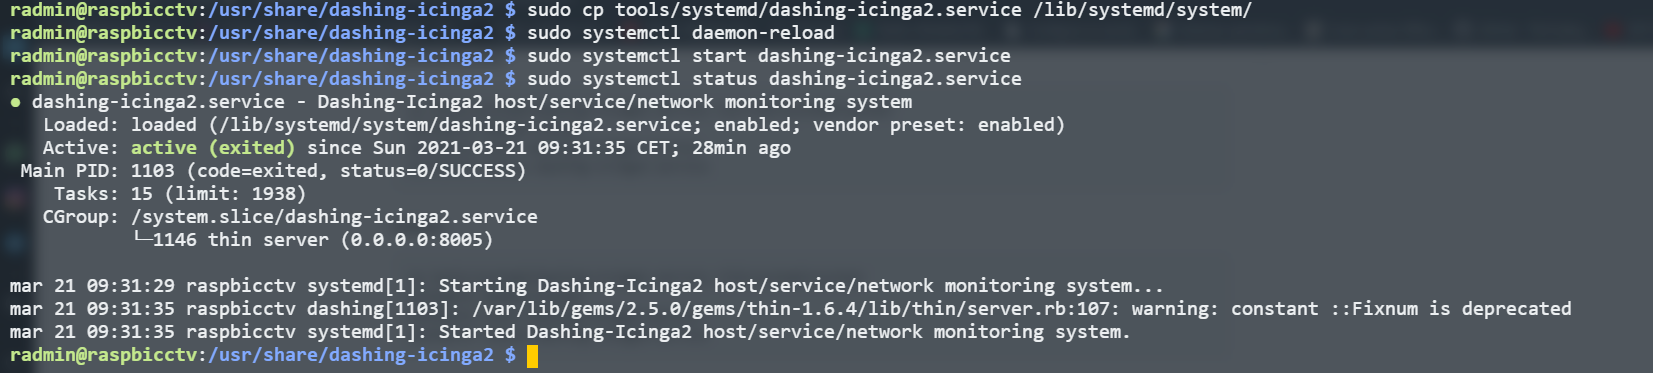 radmin@raspbicctv:/usr/share/dashing-icinga2 $ sudo cp tools/systemd/dashing-icinga2.service /lib/systemd/system/
radmin@raspbicctv:/usr/share/dashing-icinga2 $ sudo systemctl daemon-reload
radmin@raspbicctv:/usr/share/dashing-icinga2 $ sudo systemctl start dashing-icinga2.service
radmin@raspbicctv:/usr/share/dashing-icinga2 $ sudo systemctl status dashing-icinga2.service
● dashing-icinga2.service - Dashing-Icinga2 host/service/network monitoring system
   Loaded: loaded (/lib/systemd/system/dashing-icinga2.service; enabled; vendor preset: enabled)
   Active: active (exited) since Sun 2021-03-21 09:31:35 CET; 28min ago
 Main PID: 1103 (code=exited, status=0/SUCCESS)
    Tasks: 15 (limit: 1938)
   CGroup: /system.slice/dashing-icinga2.service
           └─1146 thin server (0.0.0.0:8005)
mar 21 09:31:29 raspbicctv systemd[1]: Starting Dashing-Icinga2 host/service/network monitoring system...
mar 21 09:31:35 raspbicctv dashing[1103]: /var/lib/gems/2.5.0/gems/thin-1.6.4/lib/thin/server.rb:107: warning: constant ::Fixnum is deprecated
mar 21 09:31:35 raspbicctv systemd[1]: Started Dashing-Icinga2 host/service/network monitoring system.
radmin@raspbicctv:/usr/share/dashing-icinga2 $